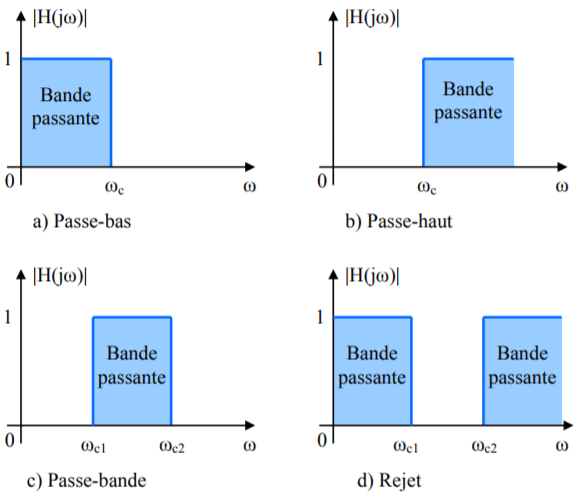 |H(jω)|
1
Bande
passante
0
ωc
ω
a) Passe-bas
|H(jω)|
1
Bande
passante
0
ωc
ω
b) Passe-haut
|H(jω)|
1
Bande
passante
0
ωc1
ωc2
ω
c) Passe-bande
|H(jω)|
1
Bande
passante
Bande
passante
0
ωc1
ωc2
ω
d) Rejet